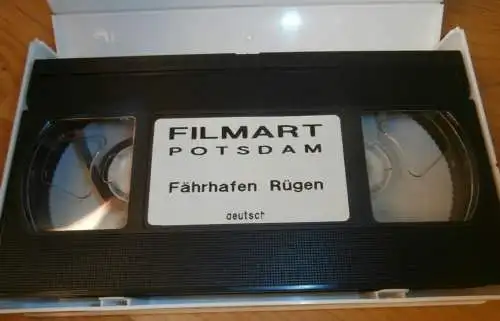 FILMART
POTSDAM
Fährhafen Rügen
deutsch